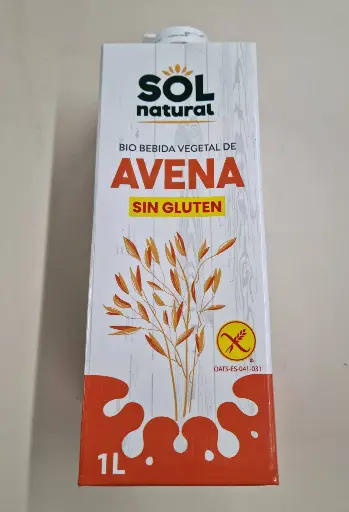 SOL
natural
BIO BEBIDA VEGETAL DE
AVENA
SIN GLUTEN
OATS-ES-041-031
1L